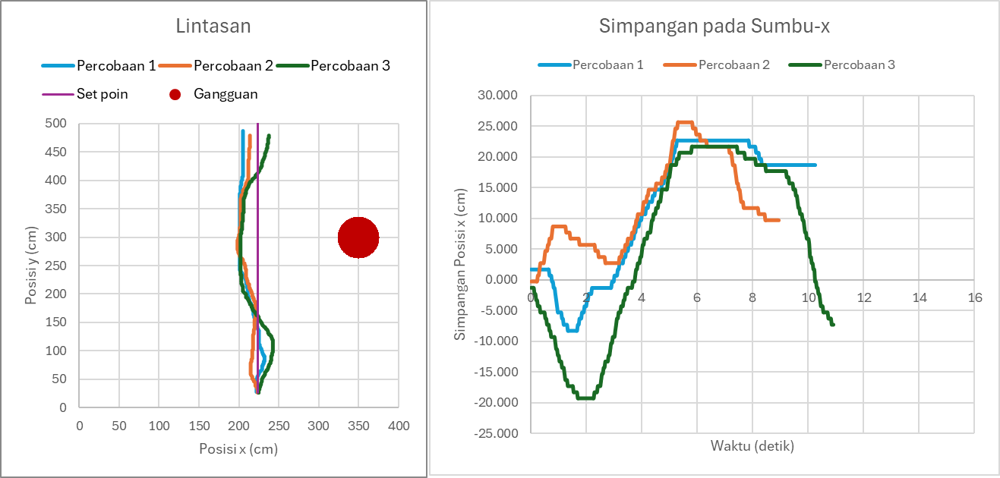 Lintasan
Percobaan 1 Percobaan 2 Percobaan 3
Set poin Gangguan
500
450
400
350
300
250
200
150
100
50
0
0 50 100 150 200 250 300 350 400
Posisi y (cm)
Posisi x (cm)
Simpangan pada Sumbu-x
Percobaan 1 Percobaan 2 Percobaan 3
30.000
25.000
20.000
15.000
10.000
5.000
0.000
-5.000
-10.000
-15.000
-20.000
-25.000
0 2 4 6 8 10 12 14 16
Simpangan Posisi x (cm)
Waktu (detik)